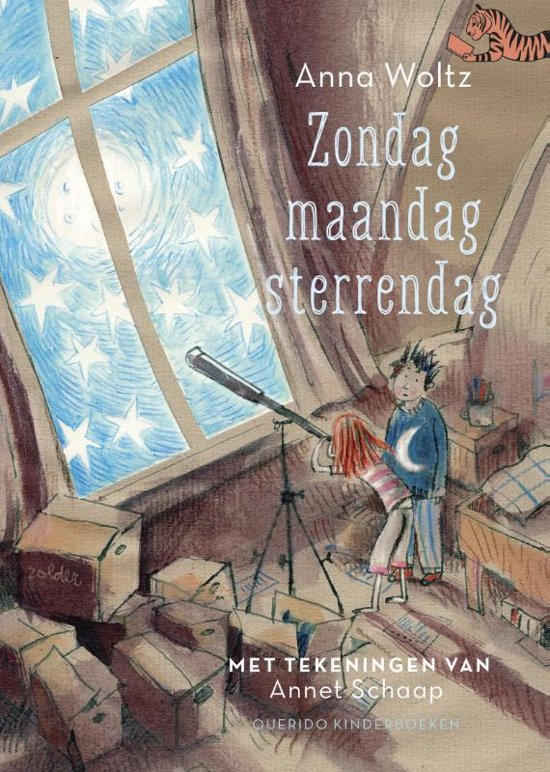 Anna Woltz
Zondag
maandag
sterrendag
zolder
MET TEKENINGEN VAN
Annet Schaap
QUERIDO KINDERBOEKEN